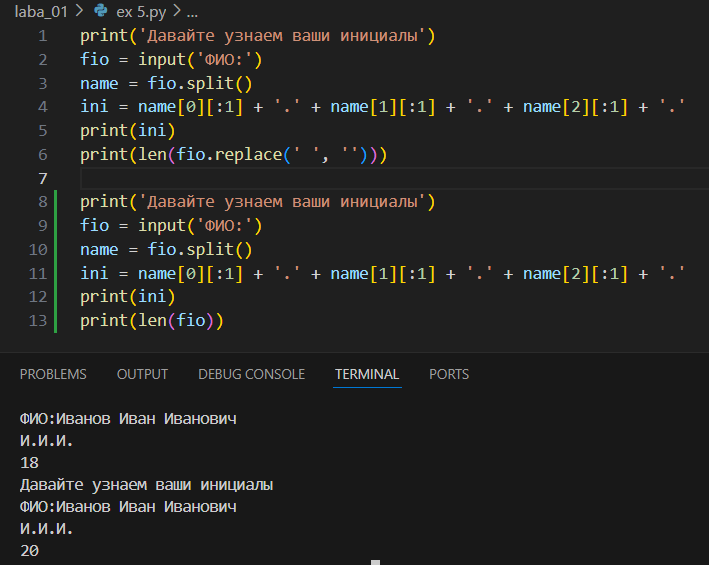 laba_01 > ex 5.py > ...
1 print('Давайте узнаем ваши инициалы')
2 fio = input('ФИО:')
3 name = fio.split()
4 ini = name[0][:1] + '.' + name[1][:1] + '.' + name[2][:1] + '.'
5 print(ini)
6 print(len(fio.replace(' ', '')))
7
8 print('Давайте узнаем ваши инициалы')
9 fio = input('ФИО:')
10 name = fio.split()
11 ini = name[0][:1] + '.' + name[1][:1] + '.' + name[2][:1] + '.'
12 print(ini)
13 print(len(fio))
PROBLEMS OUTPUT DEBUG CONSOLE TERMINAL PORTS
ФИО:Иванов Иван Иванович
И.И.И.
18
Давайте узнаем ваши инициалы
ФИО:Иванов Иван Иванович
И.И.И.
20